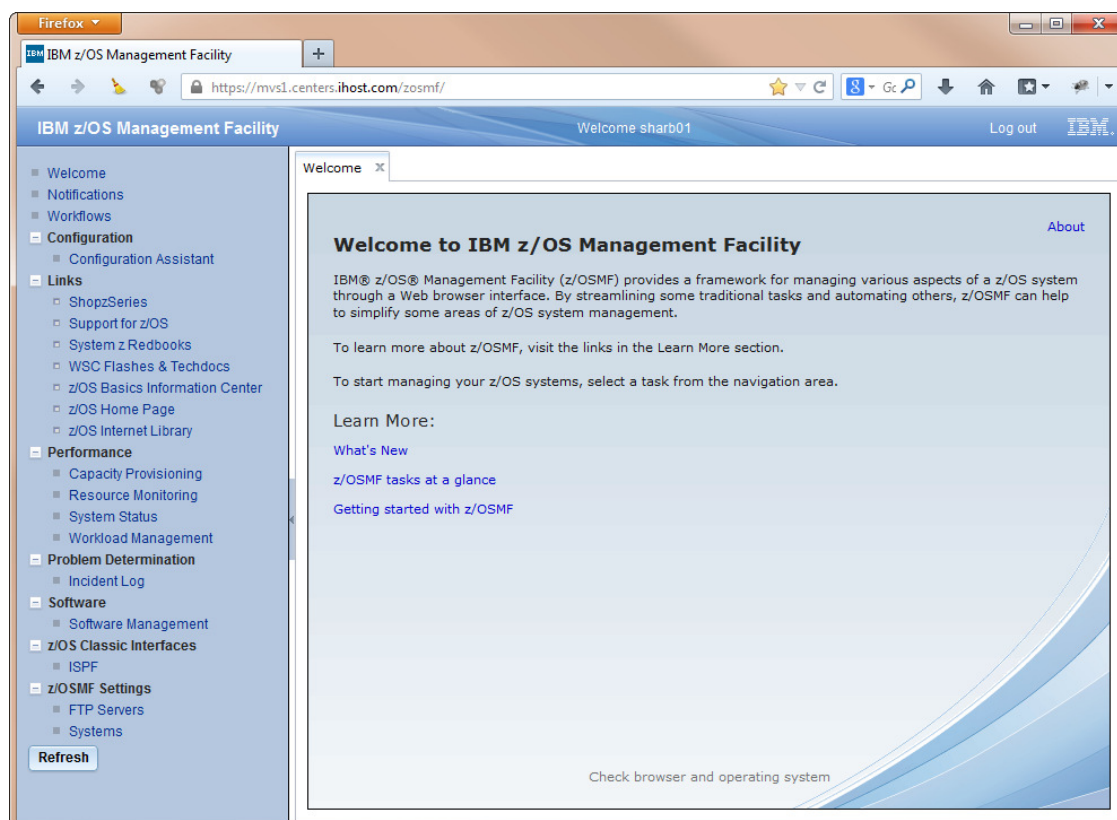 Firefox
IBM IBM z/OS Management Facility
https://mvs1.centers.ihost.com/zosmf/
IBM z/OS Management Facility
Welcome sharb01
Log out
IBM.
Welcome
Notifications
Workflows
Configuration
Configuration Assistant
Links
ShopzSeries
Support for z/OS
System z Redbooks
WSC Flashes & Techdocs
z/OS Basics Information Center
z/OS Home Page
z/OS Internet Library
Performance
Capacity Provisioning
Resource Monitoring
System Status
Workload Management
Problem Determination
Incident Log
Software
Software Management
z/OS Classic Interfaces
ISPF
z/OSMF Settings
FTP Servers
Systems
Refresh
Welcome x
About
Welcome to IBM z/OS Management Facility
IBM® z/OS® Management Facility (z/OSMF) provides a framework for managing various aspects of a z/OS system
through a Web browser interface. By streamlining some traditional tasks and automating others, z/OSMF can help
to simplify some areas of z/OS system management.
To learn more about z/OSMF, visit the links in the Learn More section.
To start managing your z/OS systems, select a task from the navigation area.
Learn More:
What's New
z/OSMF tasks at a glance
Getting started with z/OSMF
Check browser and operating system